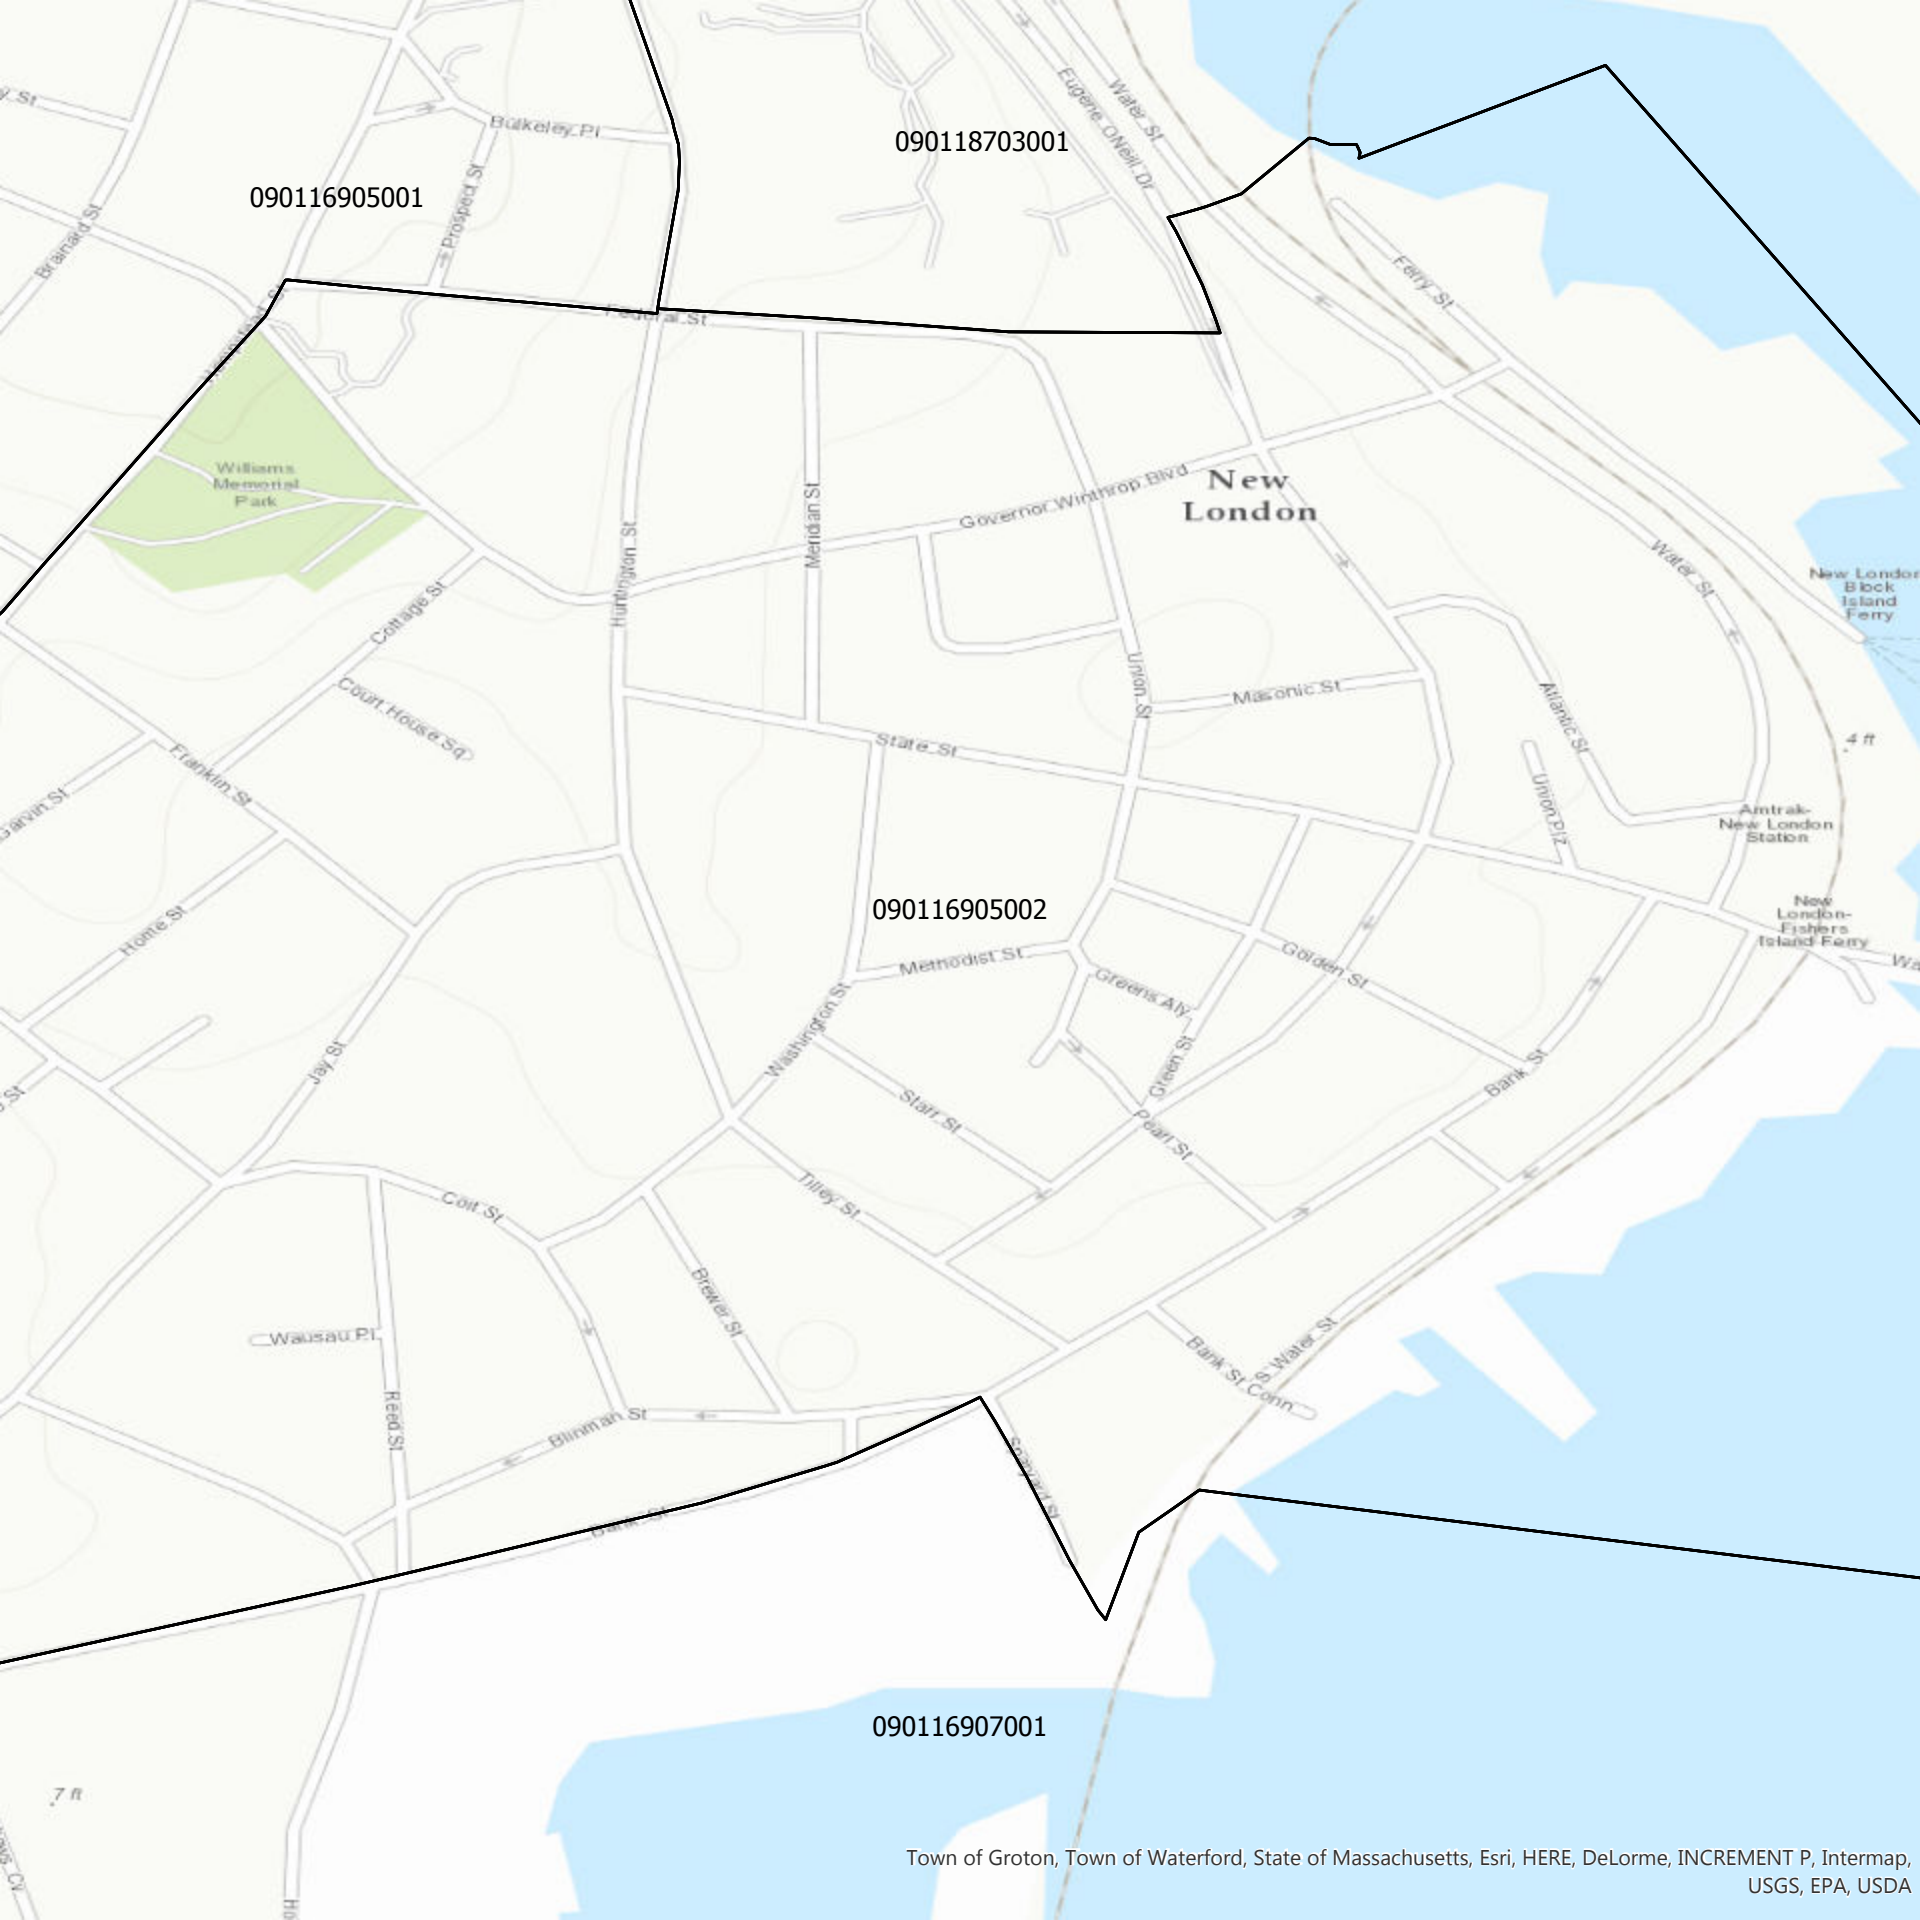 Water St
Eugene ONeill Dr
Bulkeley Pl
090118703001
090116905001
Prospect St
Brainard St
Ferry St
Federal St
Williams
Memorial
Park
New
London
Governor Winthrop Blvd
Meridian St
Huntington St
Water St
New London
Block
Island
Ferry
Cottage St
Court House Sq
Union St
Masonic St
Atlantic St
State St
4 ft
Franklin St
Union Plz
Amtrak-
New London
Station
Garvin St
090116905002
New
London-
Fishers
Island Ferry
Home St
Methodist St
Golden St
Greens Aly
Washington St
Jay St
Green St
Bank St
Starr St
Pearl St
Tilley St
Coit St
Brewer St
Wausau Pl
S Water St
Bank St Conn
Reed St
Blinman St
Sparyard St
Bank St
090116907001
7 ft
Town of Groton, Town of Waterford, State of Massachusetts, Esri, HERE, DeLorme, INCREMENT P, Intermap,
USGS, EPA, USDA